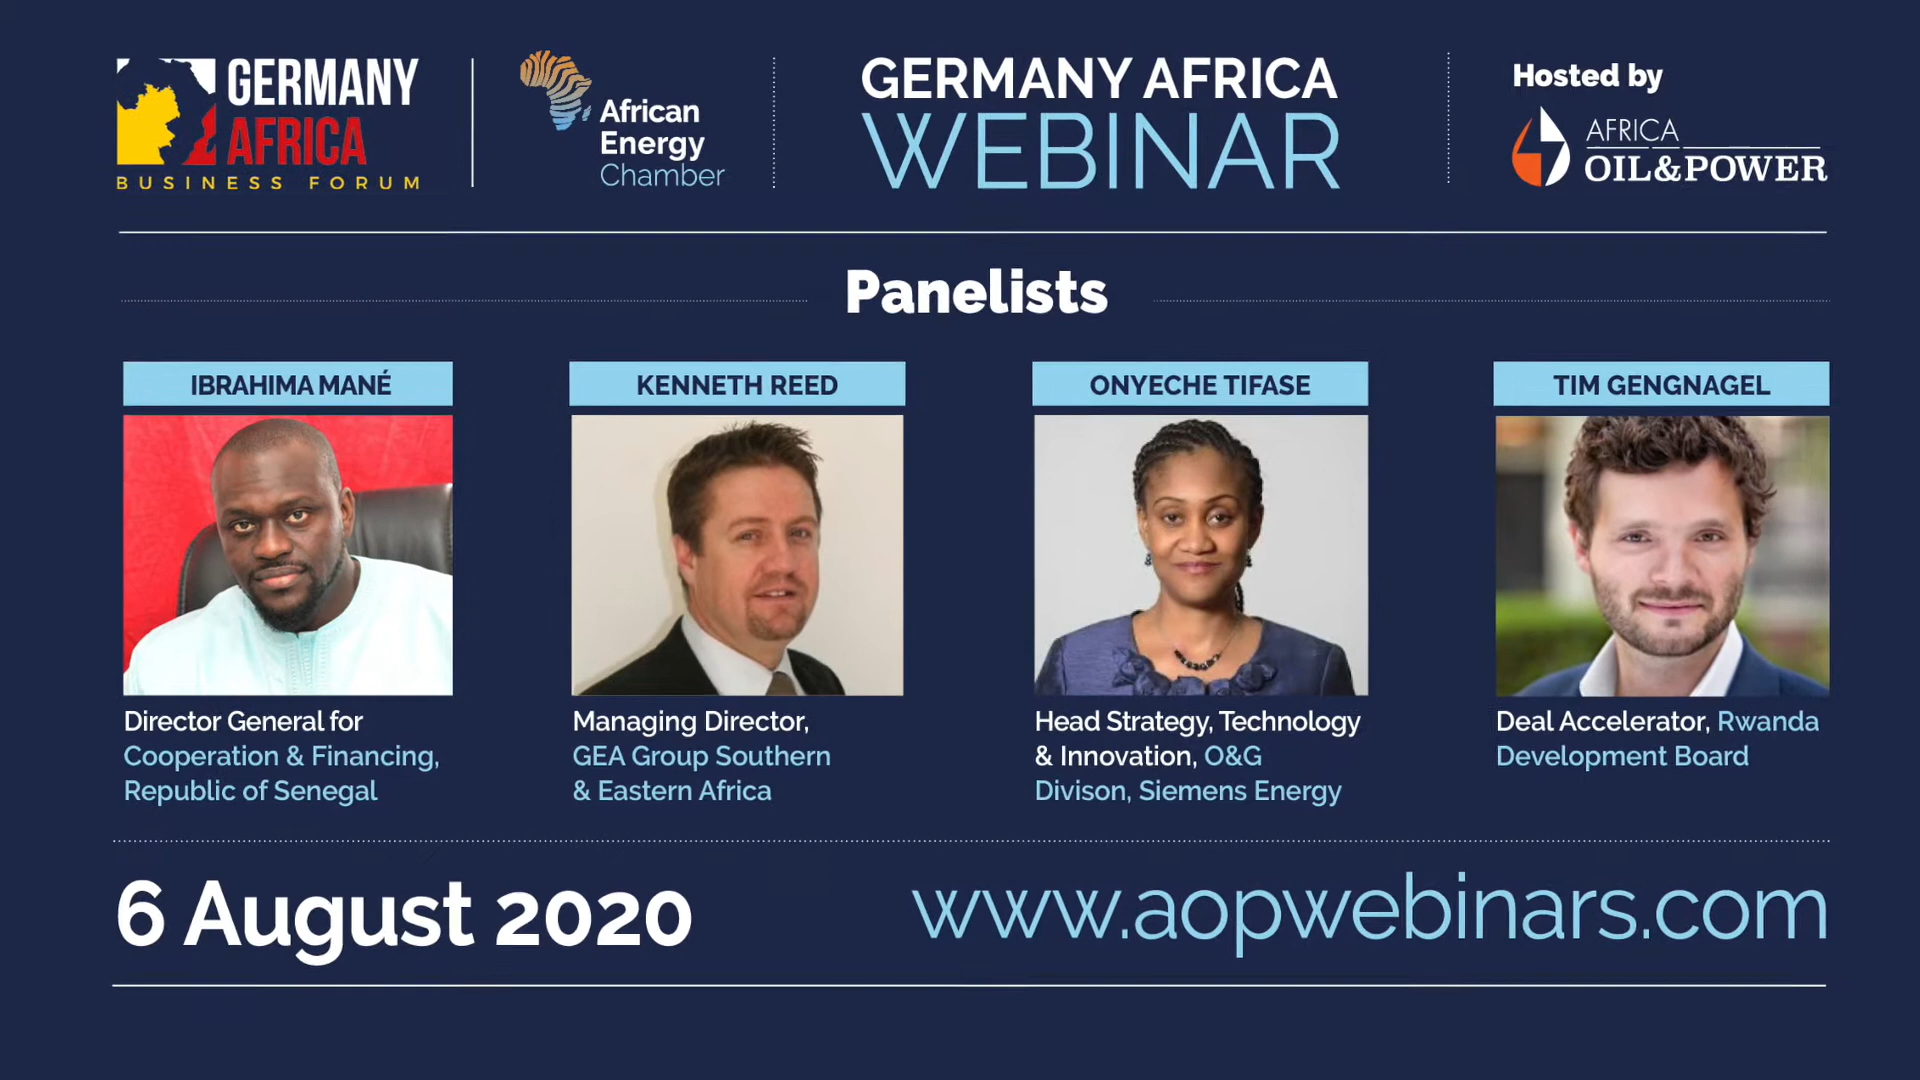 GERMANY
AFRICA
BUSINESS FORUM
African
Energy
Chamber
GERMANY AFRICA
WEBINAR
Hosted by
AFRICA
OIL&POWER
Panelists
IBRAHIMA MANÉ
Director General for
Cooperation & Financing,
Republic of Senegal
KENNETH REED
Managing Director,
GEA Group Southern
& Eastern Africa
ONYECHE TIFASE
Head Strategy, Technology
& Innovation, O&G
Divison, Siemens Energy
TIM GENGNAGEL
Deal Accelerator, Rwanda
Development Board
6 August 2020
www.aopwebinars.com